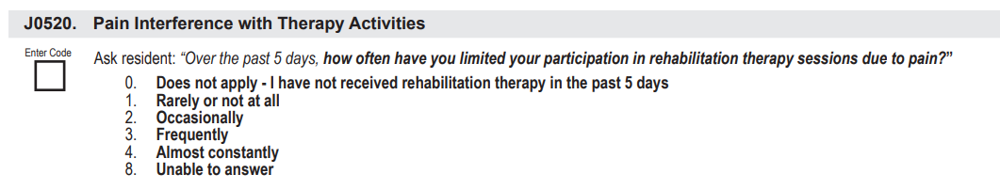 J0520. Pain Interference with Therapy Activities
Enter Code
Ask resident: “Over the past 5 days, how often have you limited your participation in rehabilitation therapy sessions due to pain?”
0. Does not apply - I have not received rehabilitation therapy in the past 5 days
1. Rarely or not at all
2. Occasionally
3. Frequently
4. Almost constantly
8. Unable to answer